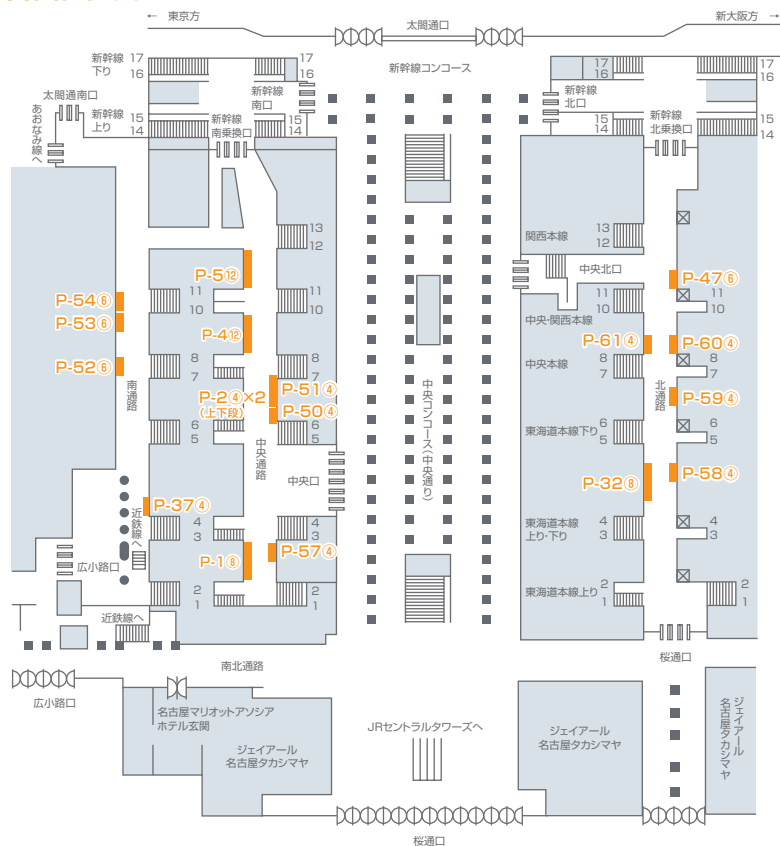 ← 東京方
太閤通口
新大阪方 →
新幹線
下り
17
16
17
16
新幹線コンコース
17
16
17
16
太閤通南口
新幹線
上り
15
14
新幹線
南乗換口
新幹線
南口
15
14
新幹線
北口
15
14
新幹線
北乗換口
15
14
あおなみ線へ
13
12
関西本線
13
12
中央北口
P-5⑫
P-47⑥
P-54⑥
11
10
11
10
11
10
11
10
P-53⑥
P-4⑫
中央・関西本線
P-61④
P-60④
P-52⑥
8
7
8
7
中央本線
8
7
8
7
南通路
P-2④×2
(上下段)
P-51④
P-50④
中央コンコース(中央通り)
北通路
P-59④
6
5
6
5
東海道本線下り
6
5
6
5
中央通路
中央口
P-32⑧
P-58④
P-37④
近鉄線へ
4
3
4
3
東海道本線
上り・下り
4
3
4
3
P-1⑧
P-57④
広小路口
2
1
2
1
東海道本線上り
2
1
2
1
近鉄線へ
桜通口
南北通路
広小路口
名古屋マリオットアソシア
ホテル玄関
ジェイアール
名古屋タカシマヤ
JRセントラルタワーズへ
ジェイアール
名古屋タカシマヤ
ジェイアール
名古屋タカシマヤ
桜通口